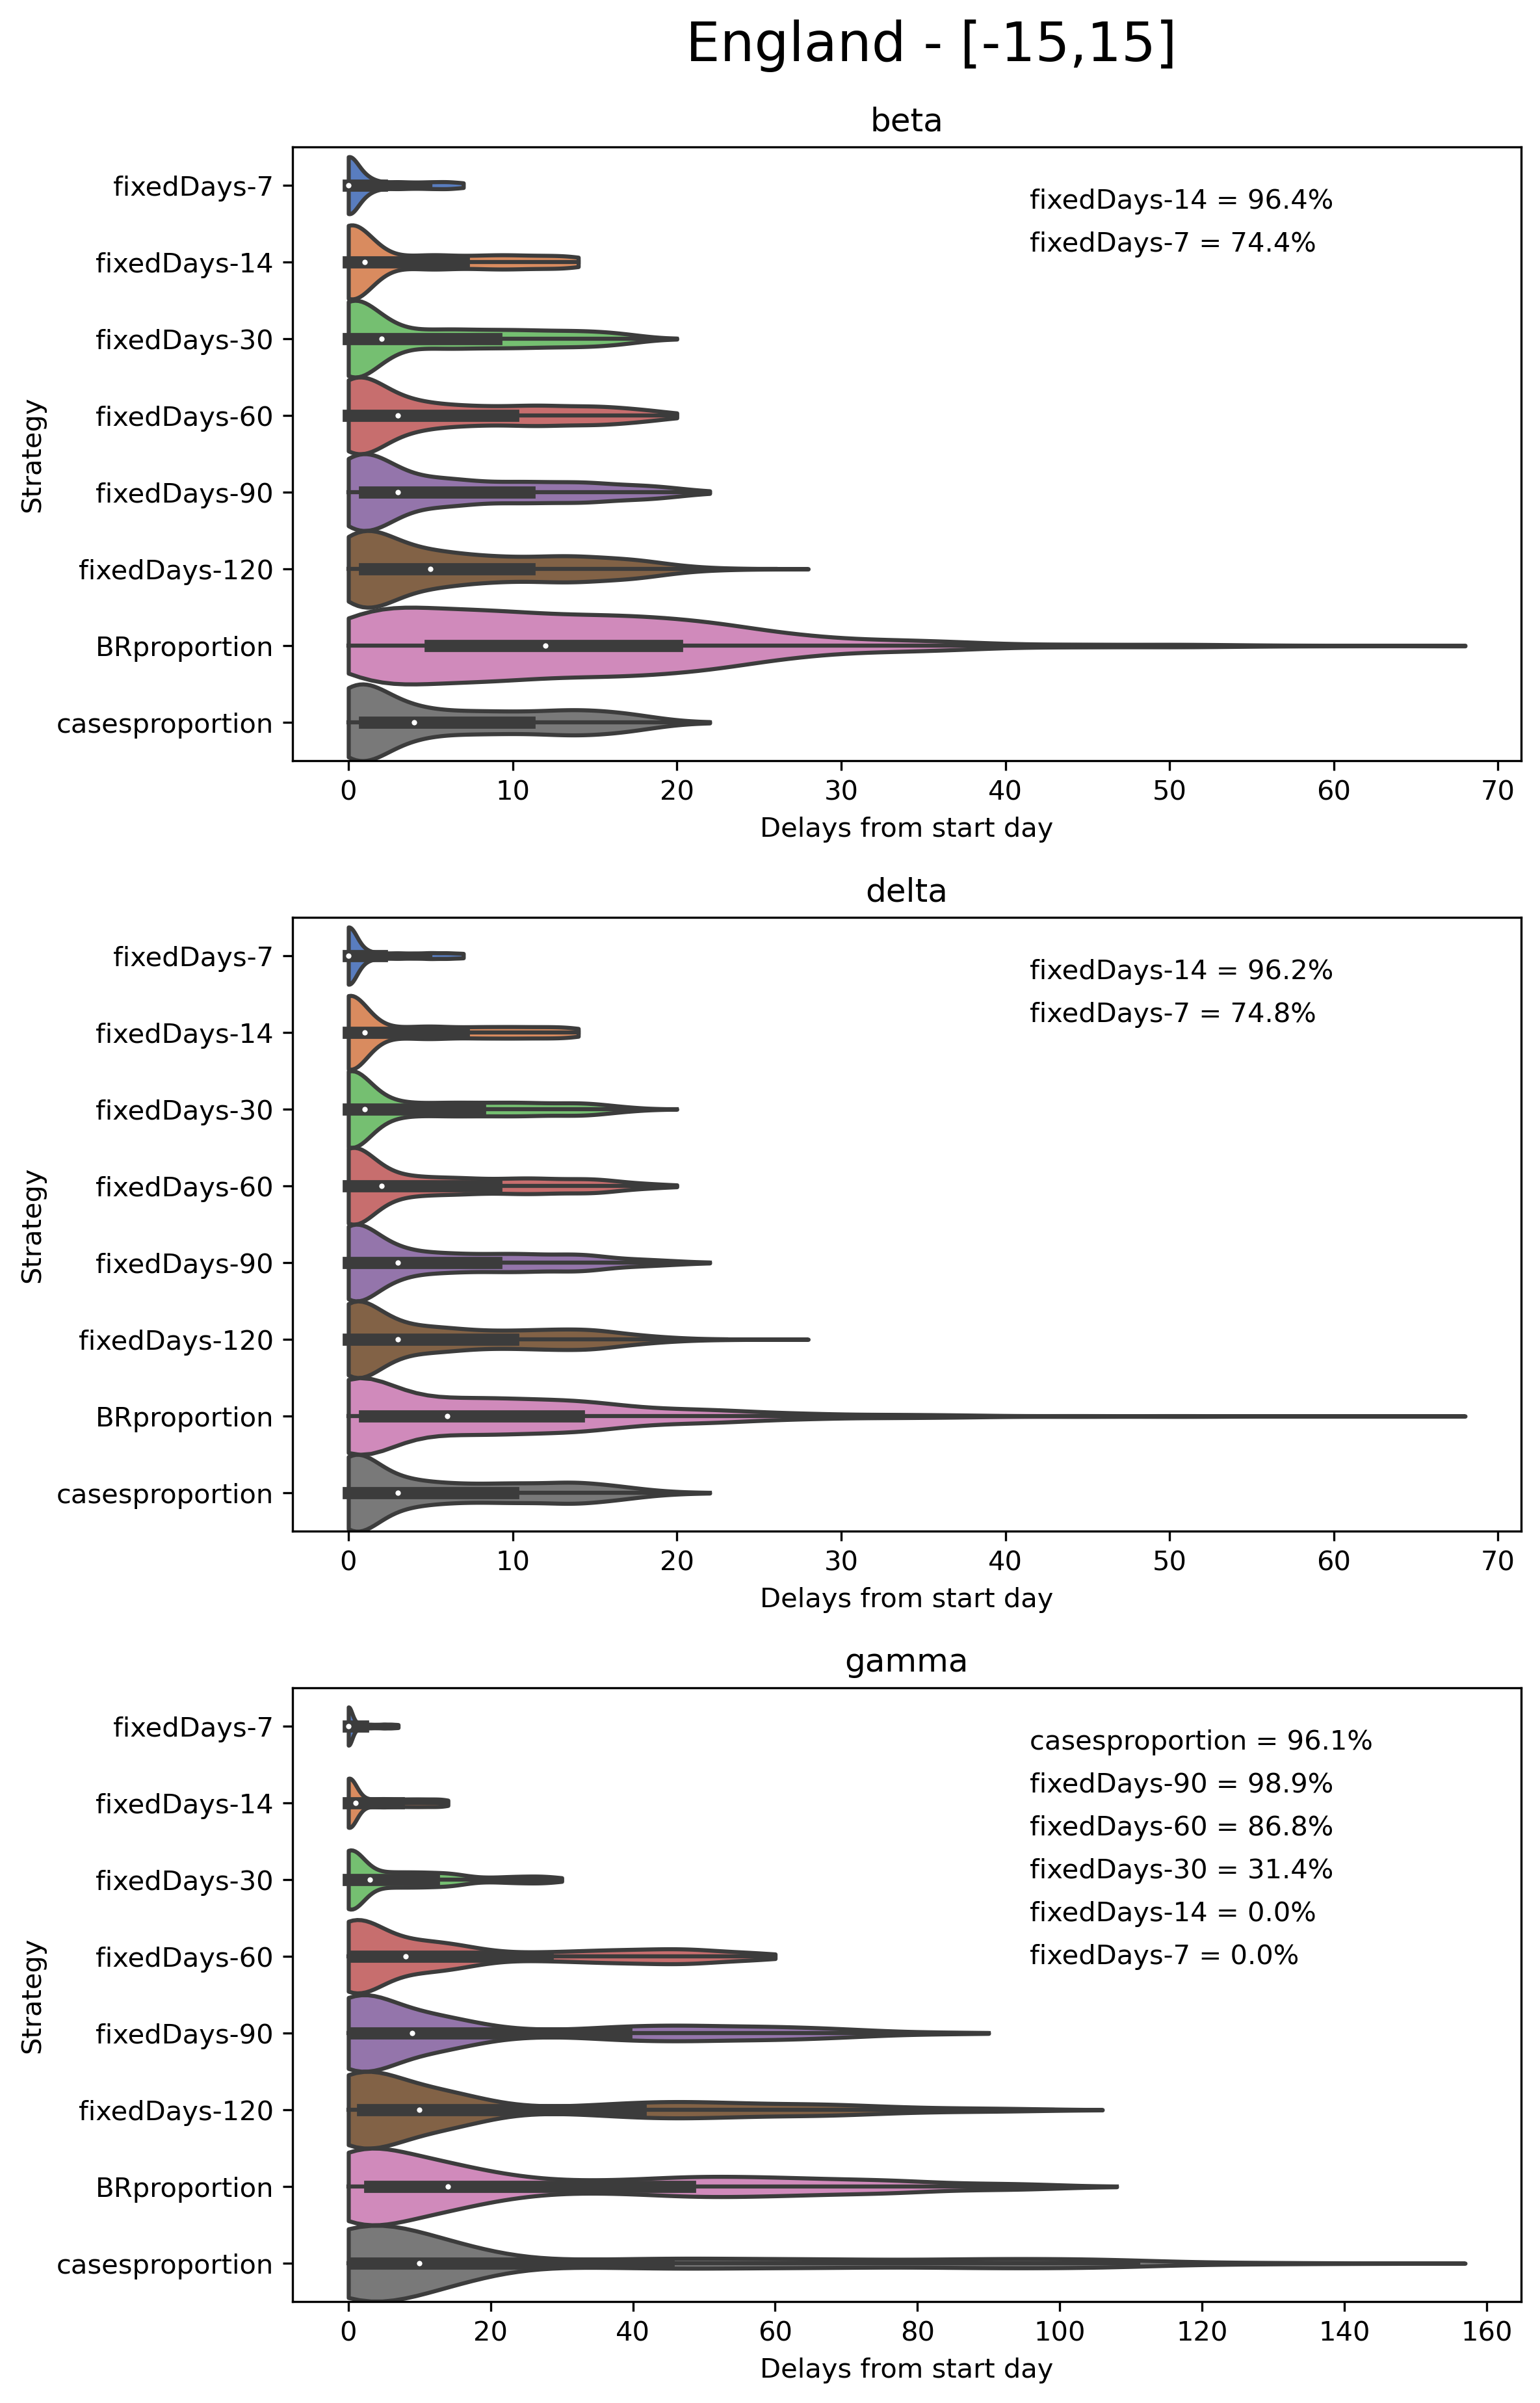 England - [-15,15]
beta
fixedDays-7
fixedDays-14
fixedDays-30
fixedDays-60
fixedDays-90
fixedDays-120
BRproportion
casesproportion
Strategy
fixedDays-14 = 96.4%
fixedDays-7 = 74.4%
0 10 20 30 40 50 60 70
Delays from start day
delta
fixedDays-7
fixedDays-14
fixedDays-30
fixedDays-60
fixedDays-90
fixedDays-120
BRproportion
casesproportion
Strategy
fixedDays-14 = 96.2%
fixedDays-7 = 74.8%
0 10 20 30 40 50 60 70
Delays from start day
gamma
fixedDays-7
fixedDays-14
fixedDays-30
fixedDays-60
fixedDays-90
fixedDays-120
BRproportion
casesproportion
Strategy
casesproportion = 96.1%
fixedDays-90 = 98.9%
fixedDays-60 = 86.8%
fixedDays-30 = 31.4%
fixedDays-14 = 0.0%
fixedDays-7 = 0.0%
0 20 40 60 80 100 120 140 160
Delays from start day